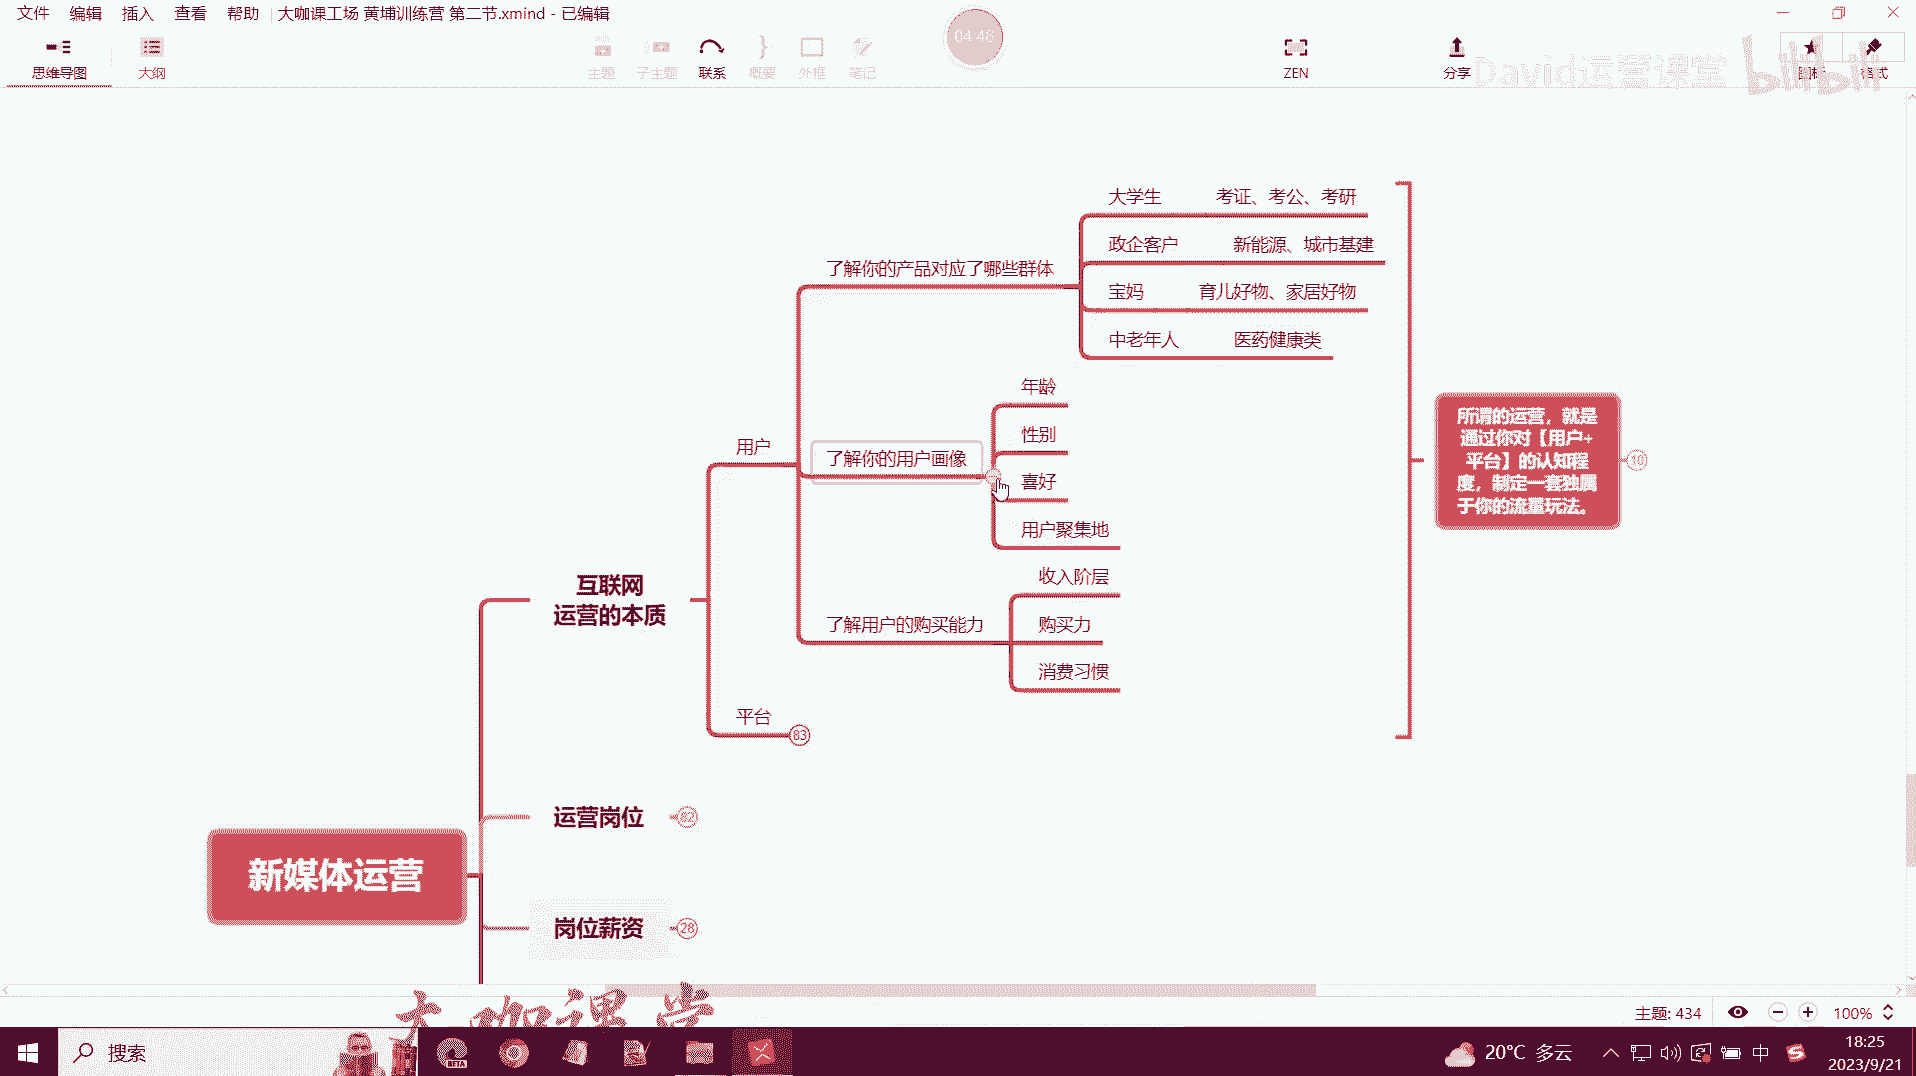 文件 编辑 插入 查看 帮助 大咖课工场 黄埔训练营 第二节.xmind - 已编辑
思维导图 大纲 主题 子主题 联系 概要 外框 笔记 04:46 ZEN 分享 图标 格式
David运营课堂 bilibili
大学生 考证、考公、考研
政企客户 新能源、城市基建
宝妈 育儿好物、家居好物
中老年人 医药健康类
了解你的产品对应了哪些群体
年龄
性别
喜好
用户聚集地
了解你的用户画像
收入阶层
购买力
消费习惯
了解用户的购买能力
用户
平台 83
所谓的运营，就是
通过你对【用户+
平台】的认知程
度，制定一套独属
于你的流量玩法。
10
互联网
运营的本质
运营岗位 82
岗位薪资 28
新媒体运营
大咖课堂
主题: 434 100%
搜索 BETA 20°C 多云 中 18:25
2023/9/21